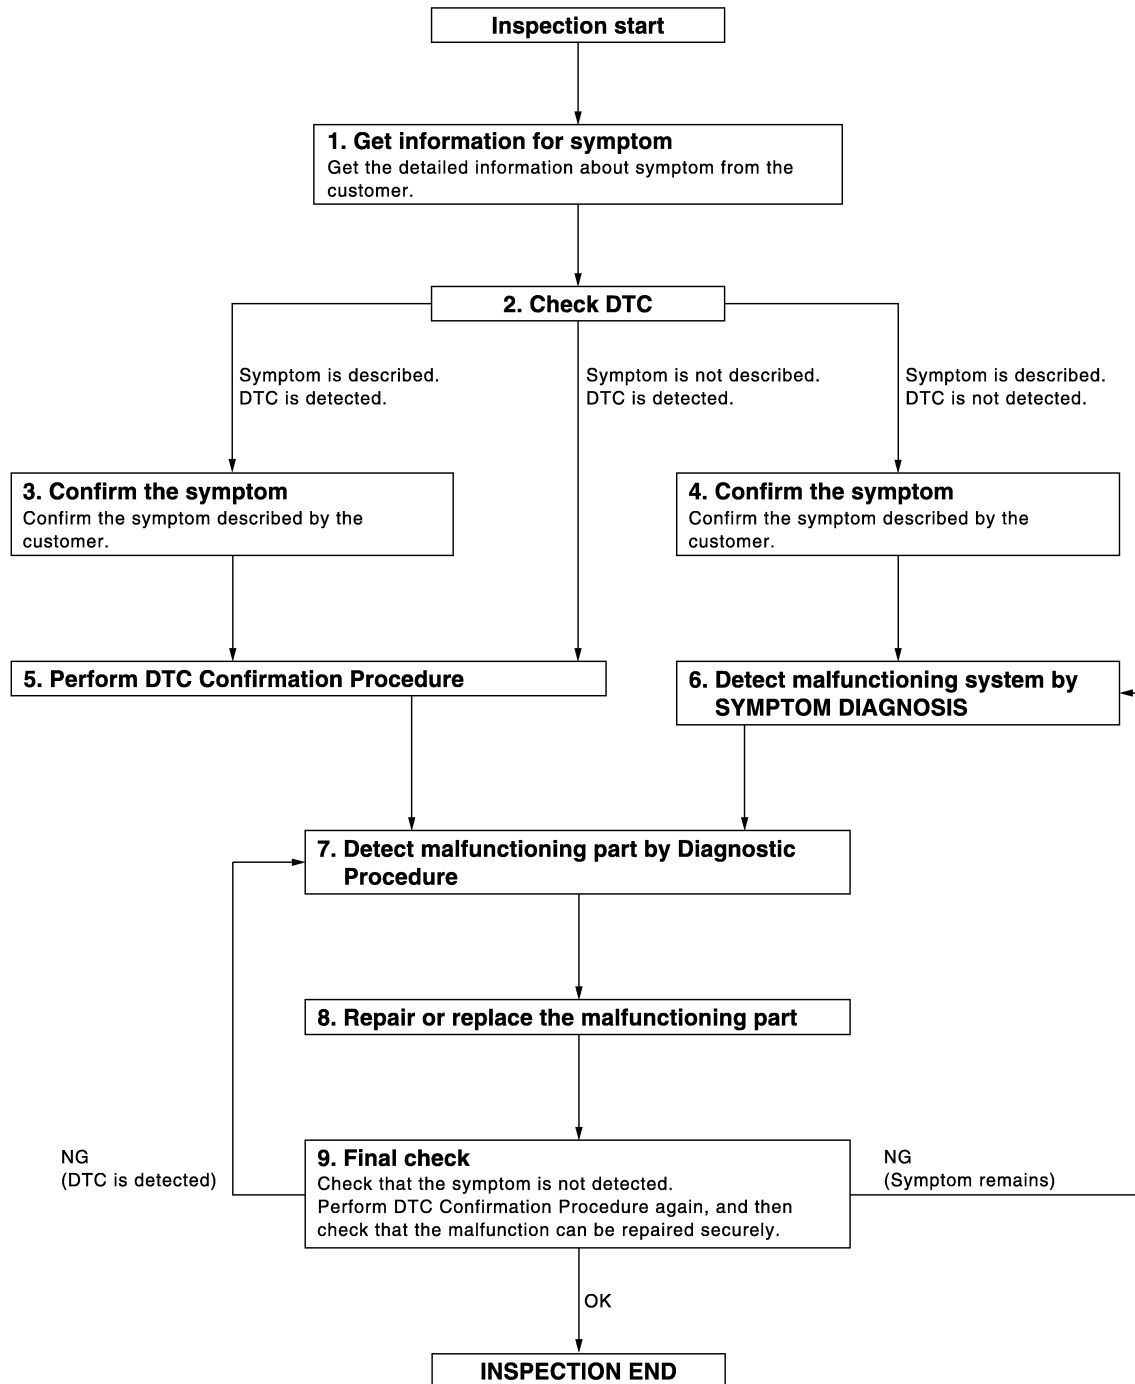 Inspection start
1. Get information for symptom
Get the detailed information about symptom from the
customer.
2. Check DTC
Symptom is described.
DTC is detected.
Symptom is not described.
DTC is detected.
Symptom is described.
DTC is not detected.
3. Confirm the symptom
Confirm the symptom described by the
customer.
4. Confirm the symptom
Confirm the symptom described by the
customer.
5. Perform DTC Confirmation Procedure
6. Detect malfunctioning system by
SYMPTOM DIAGNOSIS
7. Detect malfunctioning part by Diagnostic
Procedure
8. Repair or replace the malfunctioning part
NG
(DTC is detected)
9. Final check
Check that the symptom is not detected.
Perform DTC Confirmation Procedure again, and then
check that the malfunction can be repaired securely.
NG
(Symptom remains)
OK
INSPECTION END